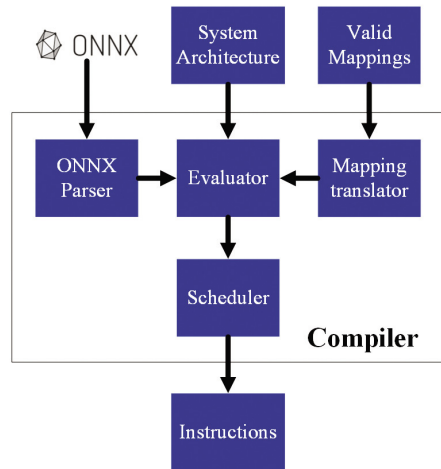 ONNX
System
Architecture
Valid
Mappings
ONNX
Parser
Evaluator
Mapping
translator
Scheduler
Compiler
Instructions